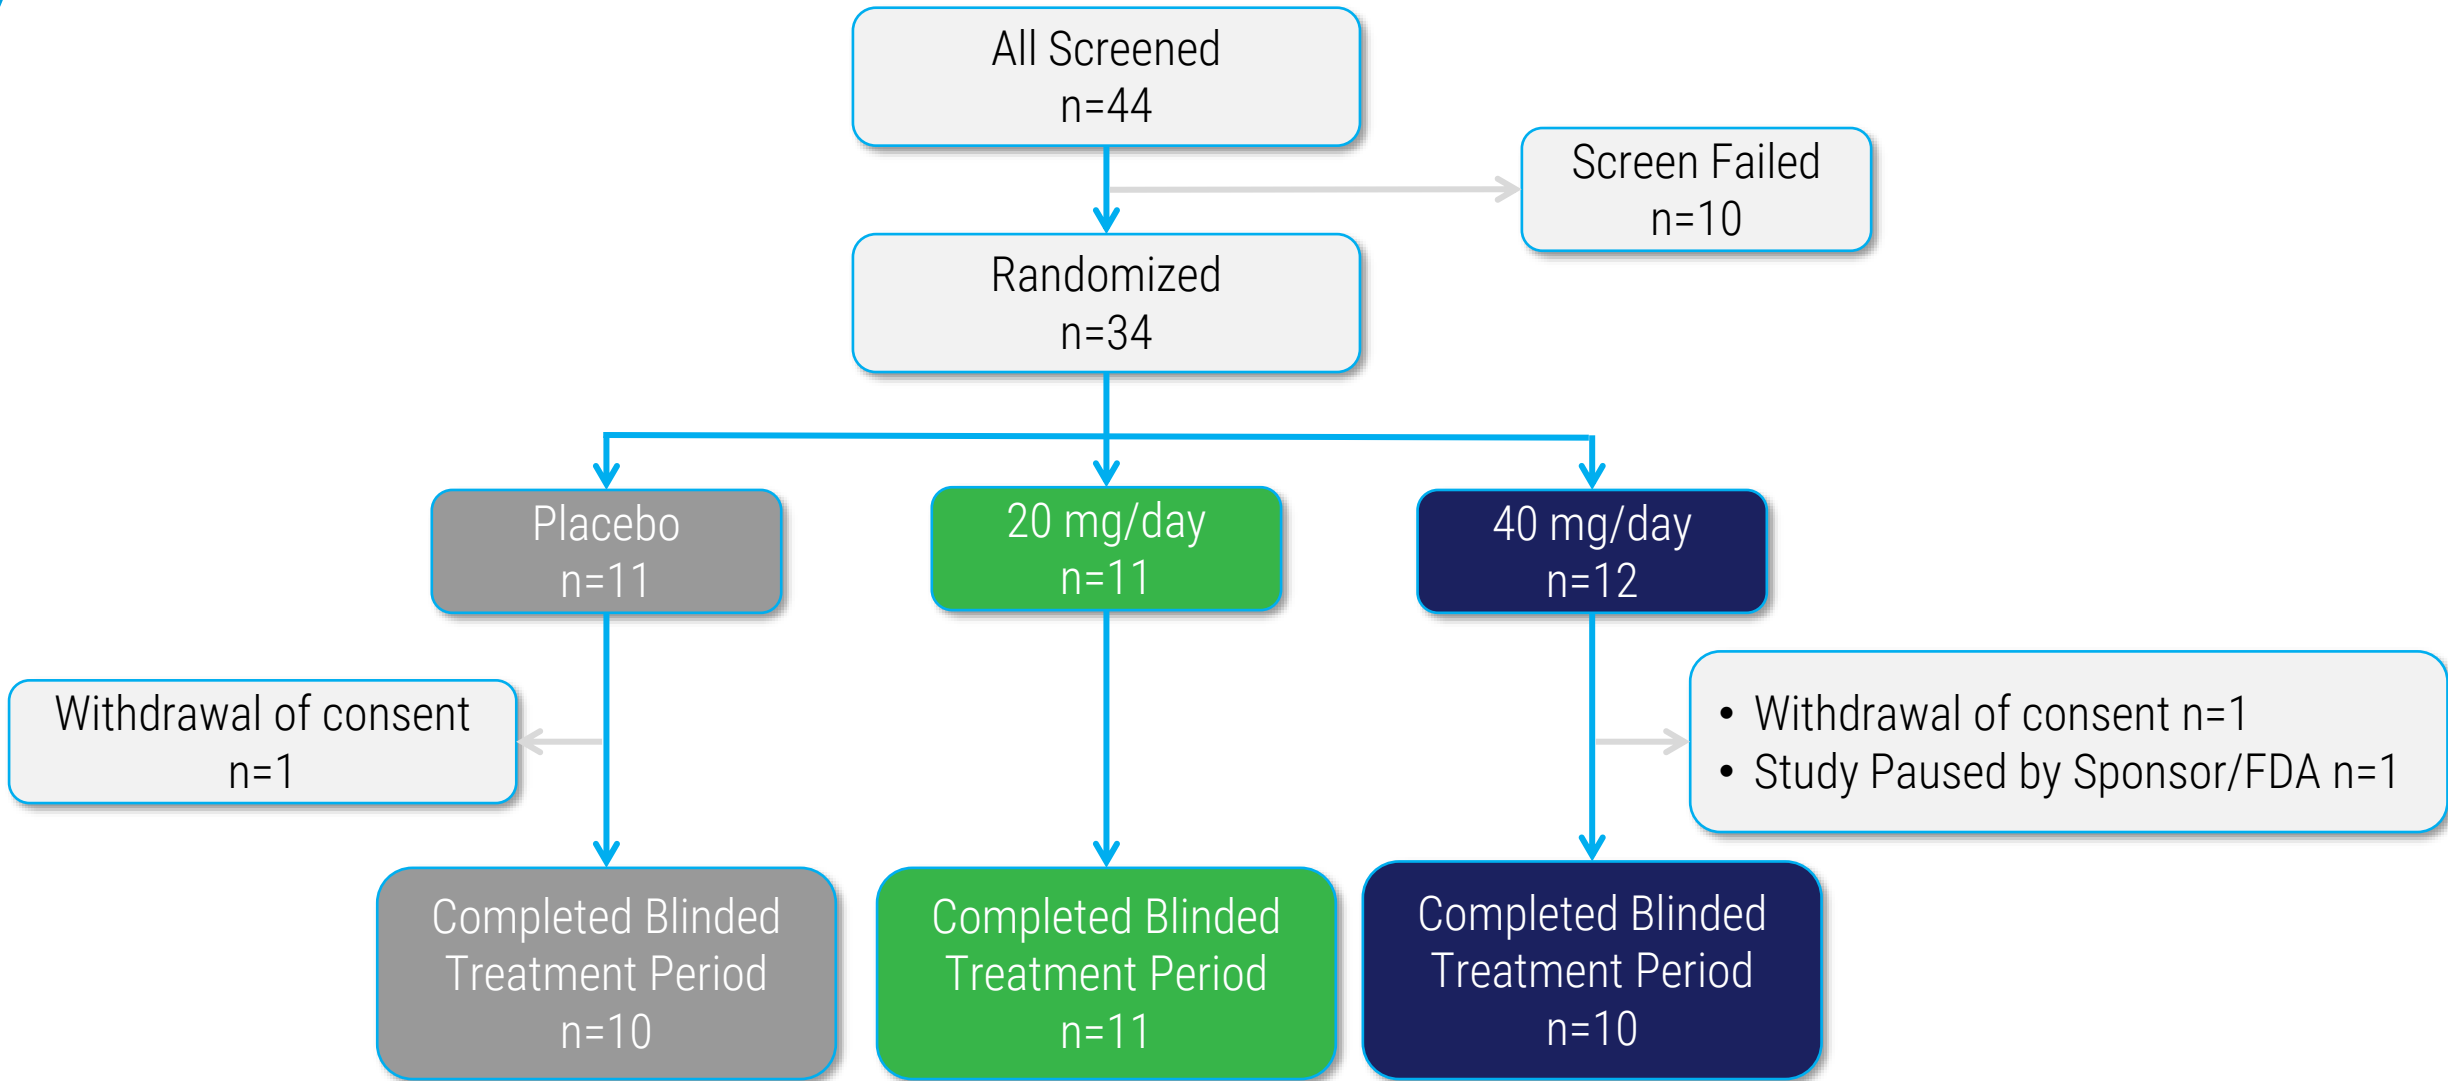 All Screened
n=44
Screen Failed
n=10
Randomized
n=34
Placebo
n=11
20 mg/day
n=11
40 mg/day
n=12
Withdrawal of consent
n=1
• Withdrawal of consent n=1
• Study Paused by Sponsor/FDA n=1
Completed Blinded
Treatment Period
n=10
Completed Blinded
Treatment Period
n=11
Completed Blinded
Treatment Period
n=10